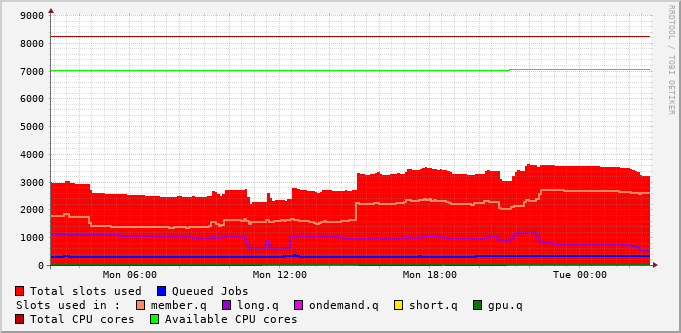 9000
8000
7000
6000
5000
4000
3000
2000
1000
0
Mon 06:00 Mon 12:00 Mon 18:00 Tue 00:00
RRDTOOL / TOBI OETIKER
Total slots used Queued Jobs
Slots used in : member.q long.q ondemand.q short.q gpu.q
Total CPU cores Available CPU cores